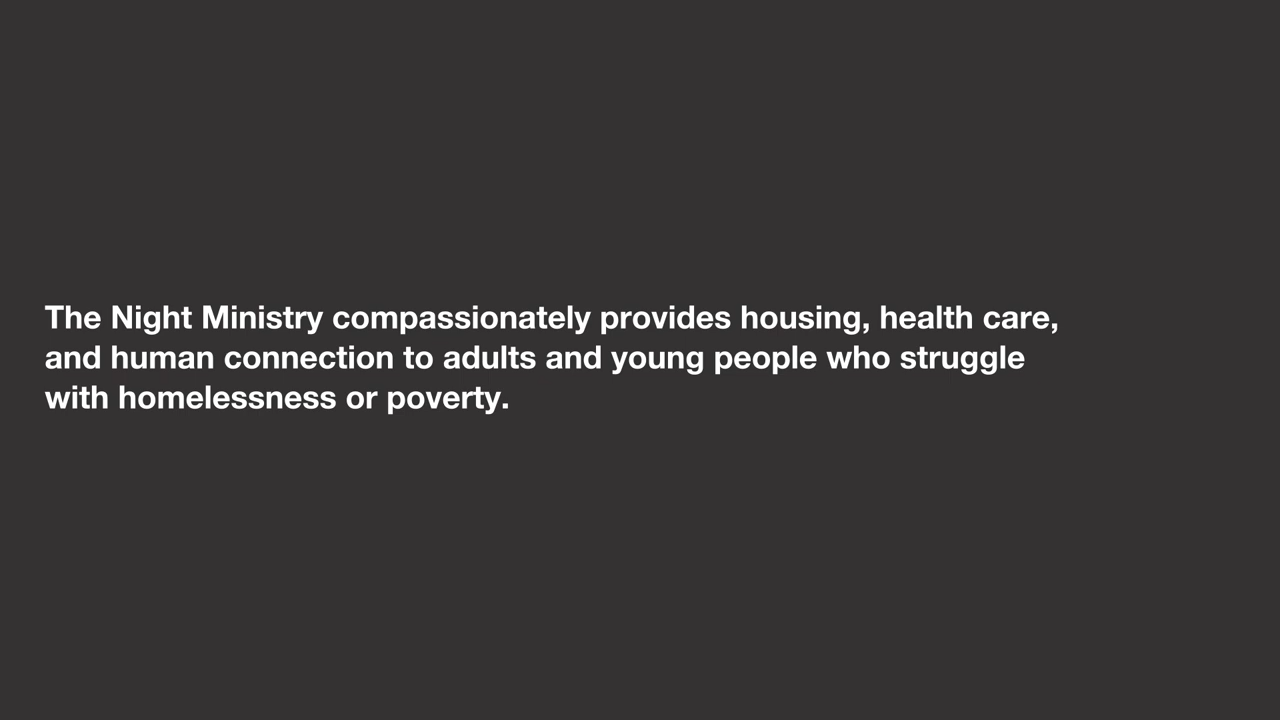 The Night Ministry compassionately provides housing, health care,
and human connection to adults and young people who struggle
with homelessness or poverty.